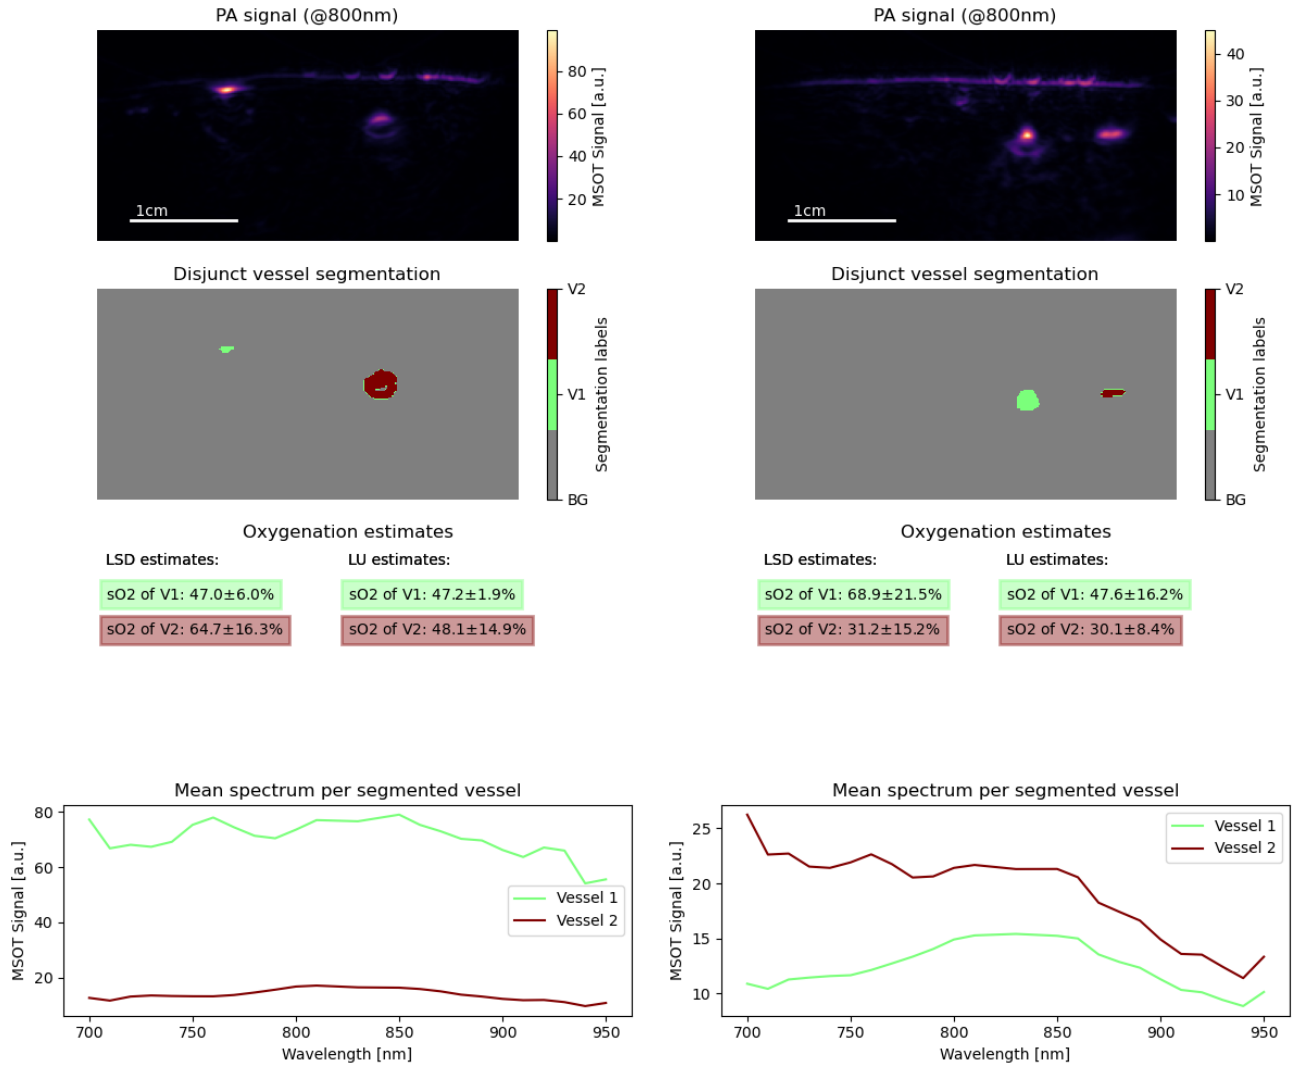 PA signal (@800nm)
1cm
80
60
40
20
MSOT Signal [a.u.]
Disjunct vessel segmentation
V2
V1
BG
Segmentation labels
Oxygenation estimates
LSD estimates:
LU estimates:
sO2 of V1: 47.0±6.0%
sO2 of V1: 47.2±1.9%
sO2 of V2: 64.7±16.3%
sO2 of V2: 48.1±14.9%
Mean spectrum per segmented vessel
80
60
40
20
MSOT Signal [a.u.]
Vessel 1
Vessel 2
700
750
800
850
900
950
Wavelength [nm]
PA signal (@800nm)
1cm
40
30
20
10
MSOT Signal [a.u.]
Disjunct vessel segmentation
V2
V1
BG
Segmentation labels
Oxygenation estimates
LSD estimates:
LU estimates:
sO2 of V1: 68.9±21.5%
sO2 of V1: 47.6±16.2%
sO2 of V2: 31.2±15.2%
sO2 of V2: 30.1±8.4%
Mean spectrum per segmented vessel
25
20
15
10
MSOT Signal [a.u.]
Vessel 1
Vessel 2
700
750
800
850
900
950
Wavelength [nm]